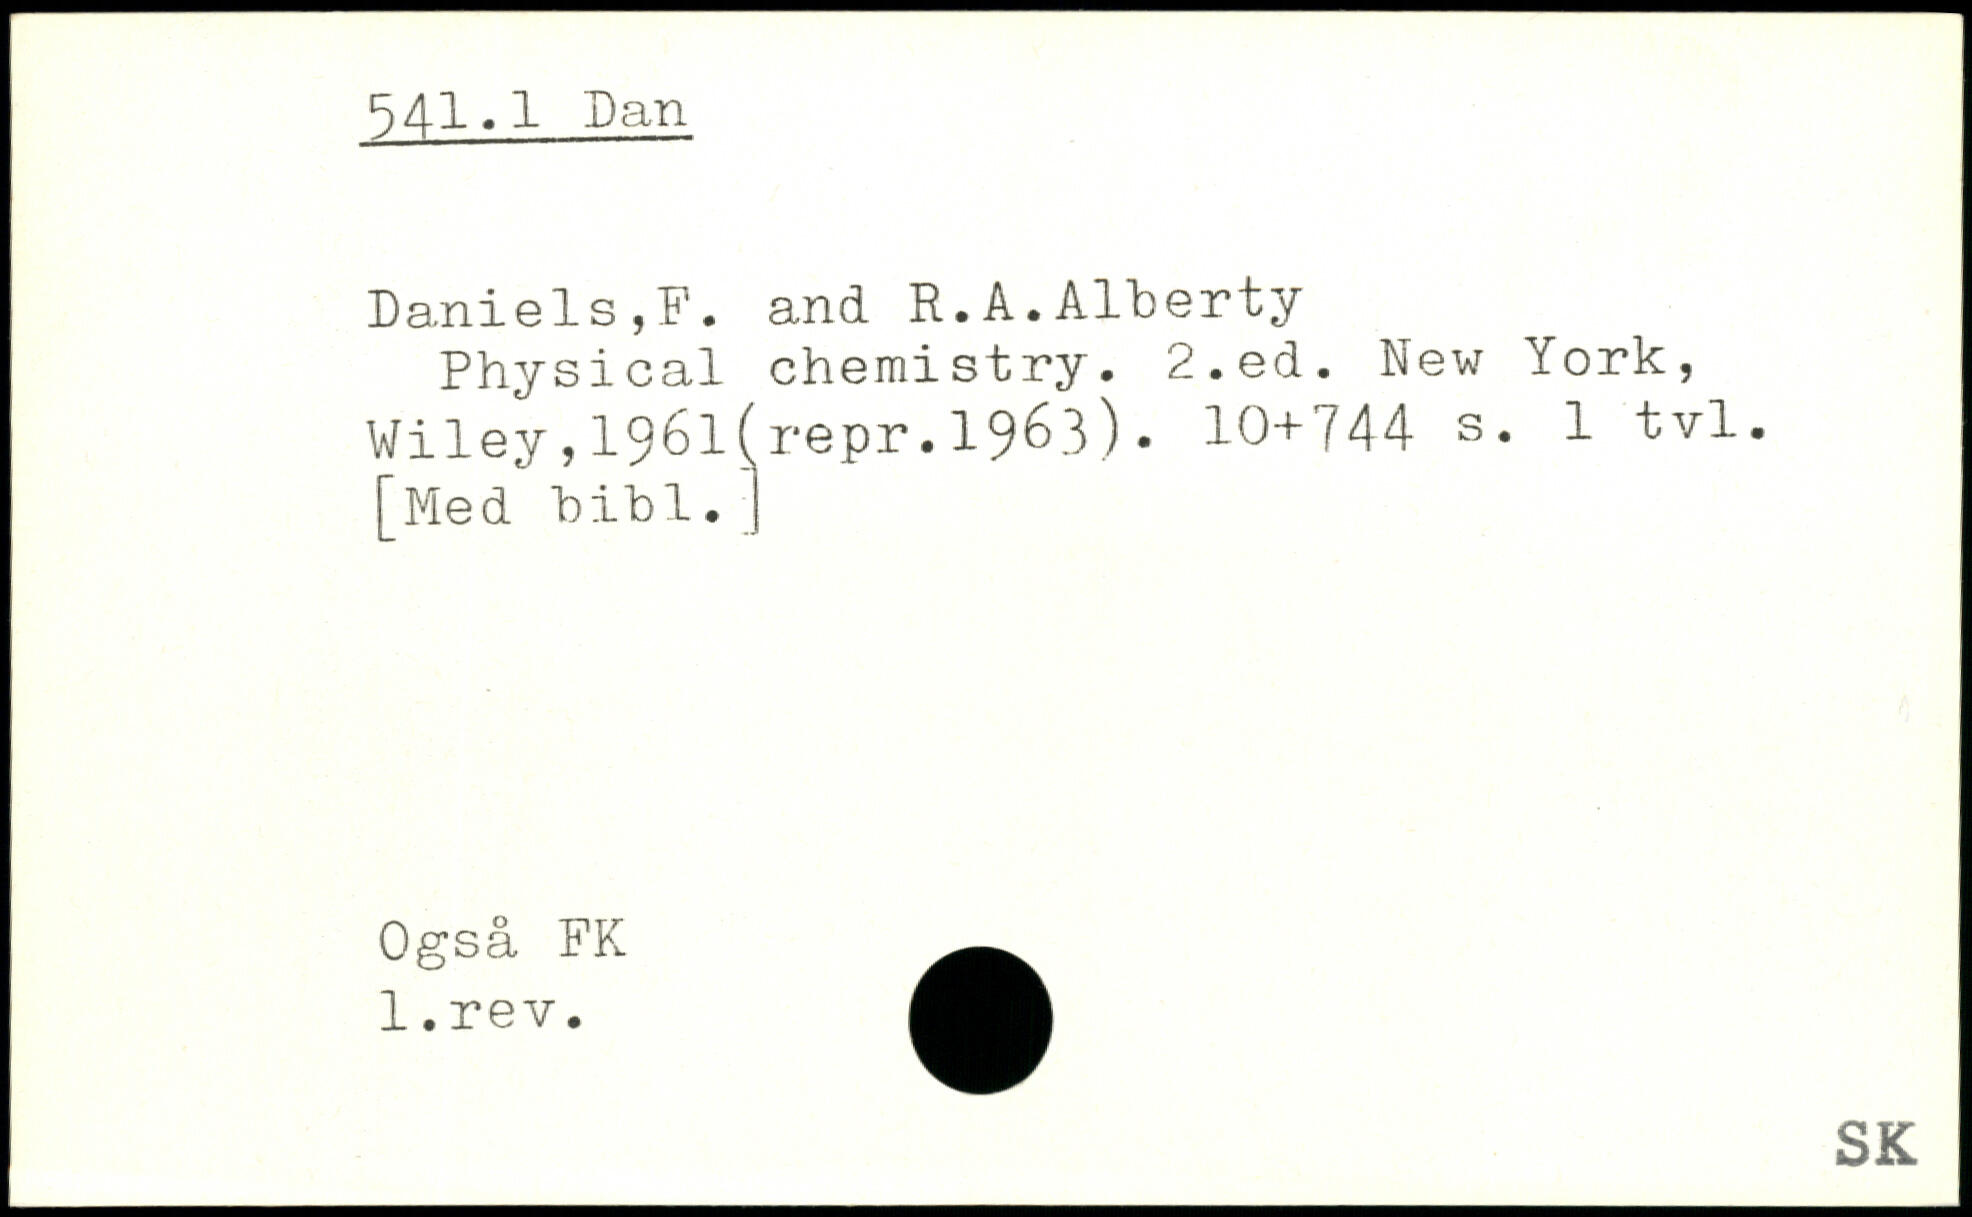 541.1 Dan
Daniels,F. and R.A.Alberty
Physical chemistry. 2.ed. New York,
Wiley,1961(repr.1963). 10+744 s. 1 tvl.
[Med bibl.]
Også FK
1.rev.
SK